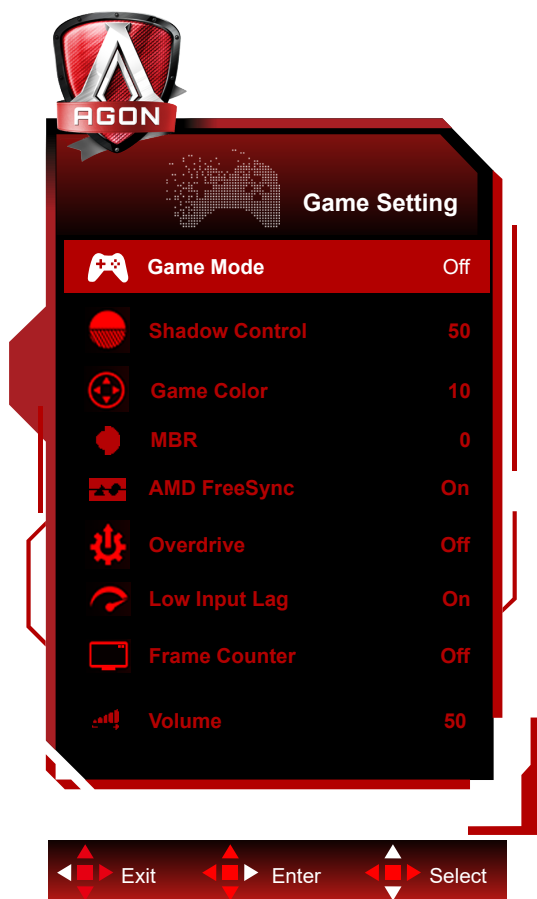 AGON
Game Setting
Game Mode Off
Shadow Control 50
Game Color 10
MBR 0
AMD FreeSync On
Overdrive Off
Low Input Lag On
Frame Counter Off
Volume 50
Exit Enter Select